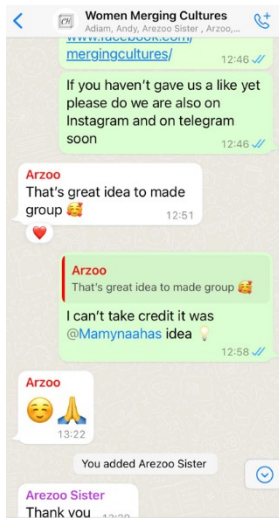 Women Merging Cultures
Adiam, Andy, Arezoo Sister , Arzoo,...
www.facebook.com/
mergingcultures/
12:46
If you haven't gave us a like yet
please do we are also on
Instagram and on telegram
soon
12:46
Arzoo
That's great idea to made
group 🥰
12:51
Arzoo
That's great idea to made group 🥰
I can't take credit it was
@Mamynaahas idea 💡
12:58
Arzoo
☺️🙏
13:22
You added Arezoo Sister
Arezoo Sister
Thank you